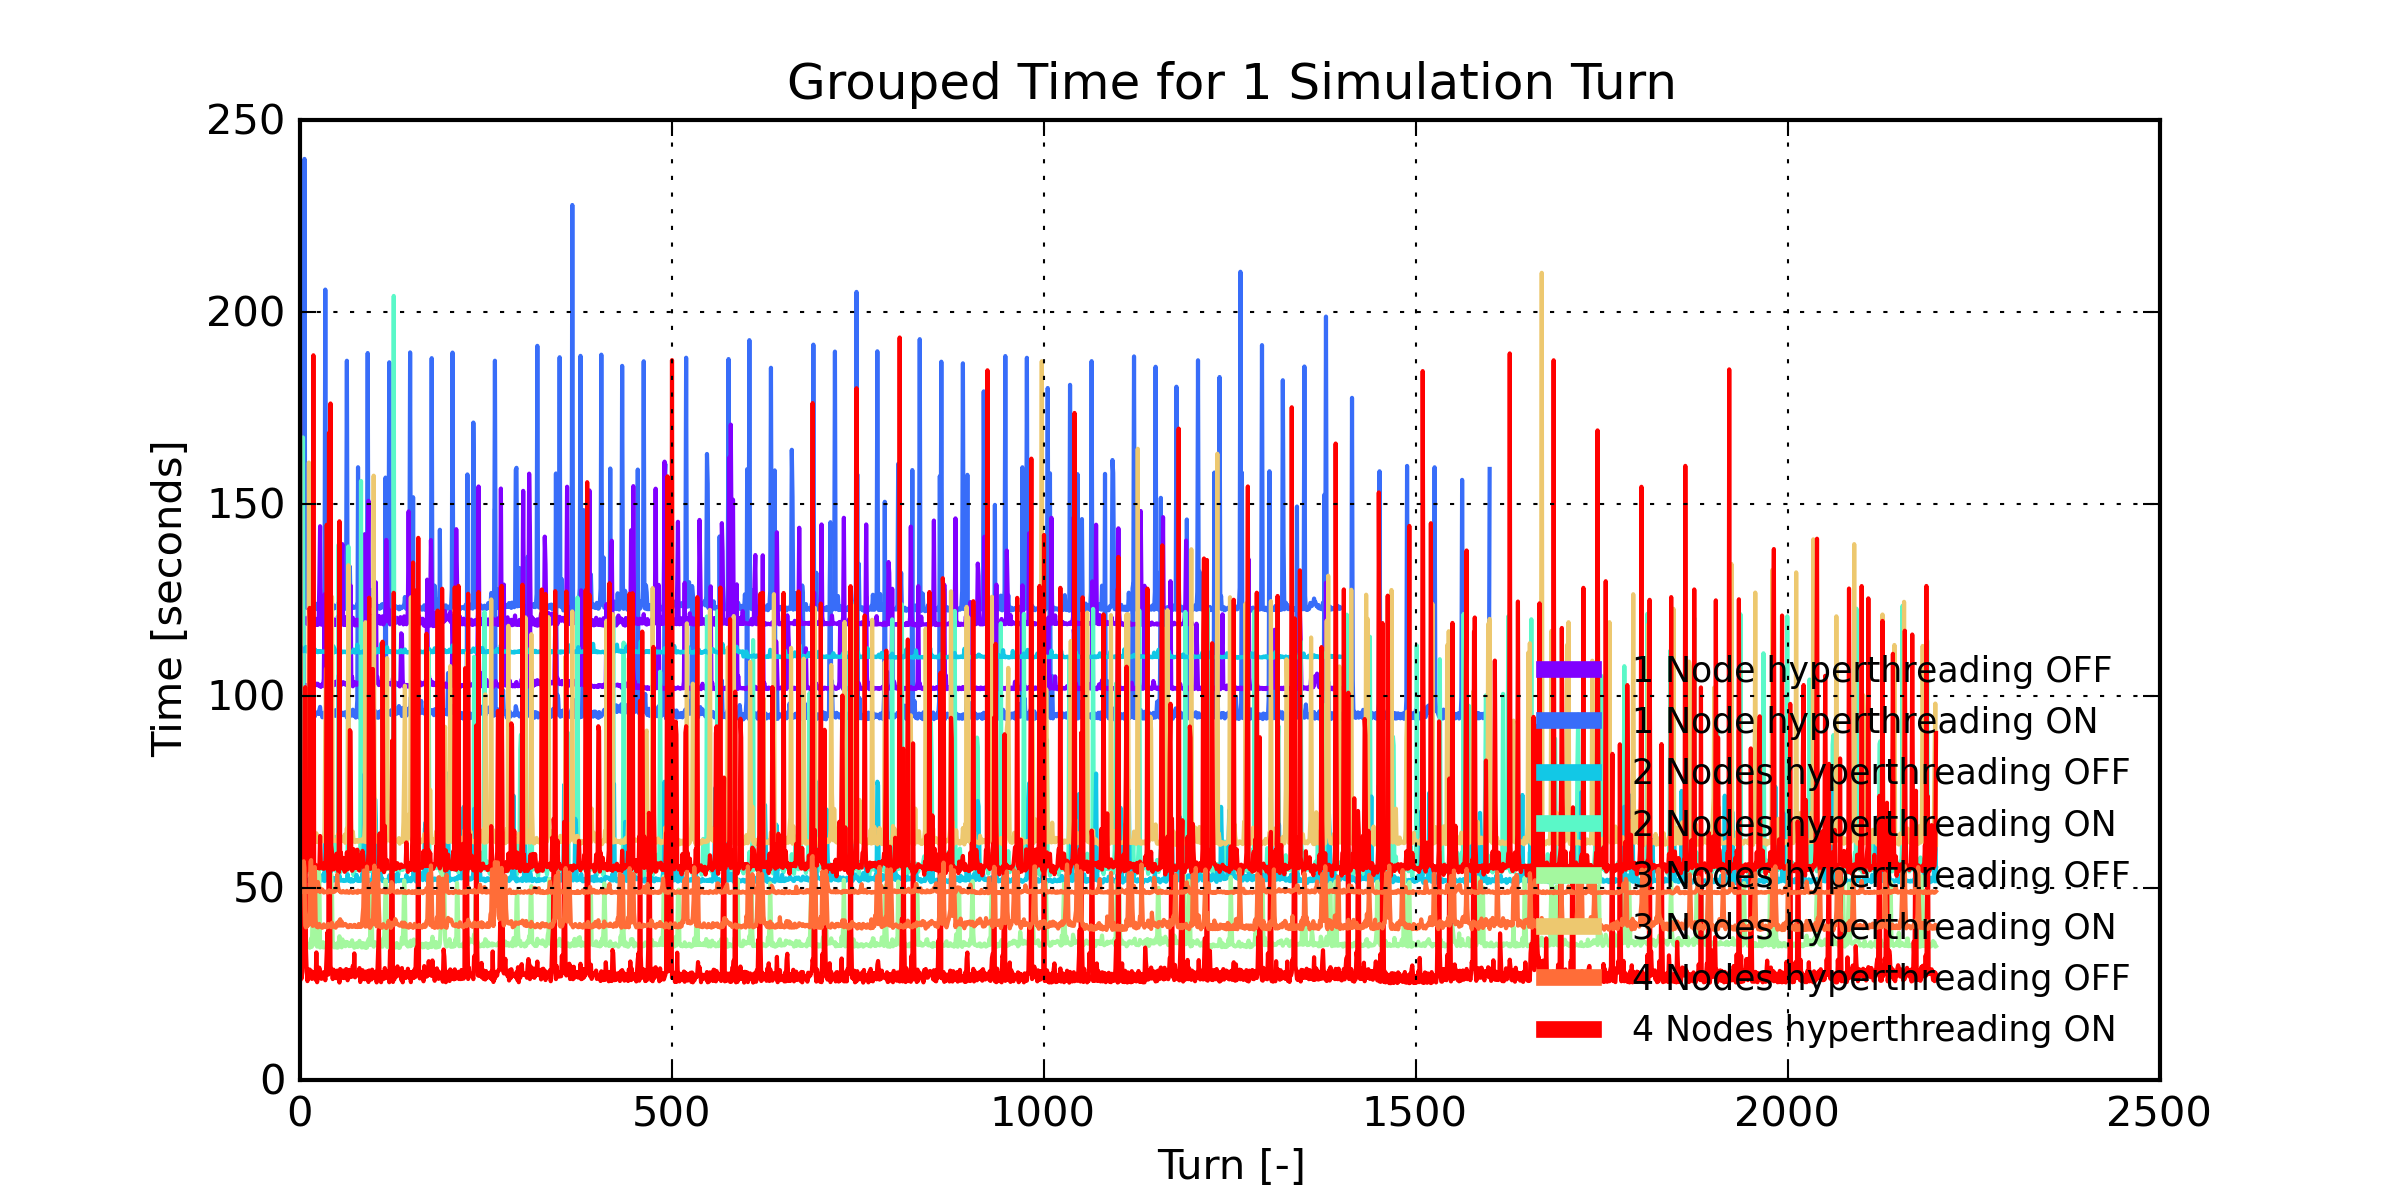 Grouped Time for 1 Simulation Turn
250
200
150
100
50
0
Time [seconds]
1 Node hyperthreading OFF
1 Node hyperthreading ON
2 Nodes hyperthreading OFF
2 Nodes hyperthreading ON
3 Nodes hyperthreading OFF
3 Nodes hyperthreading ON
4 Nodes hyperthreading OFF
4 Nodes hyperthreading ON
0 500 1000 1500 2000 2500
Turn [-]